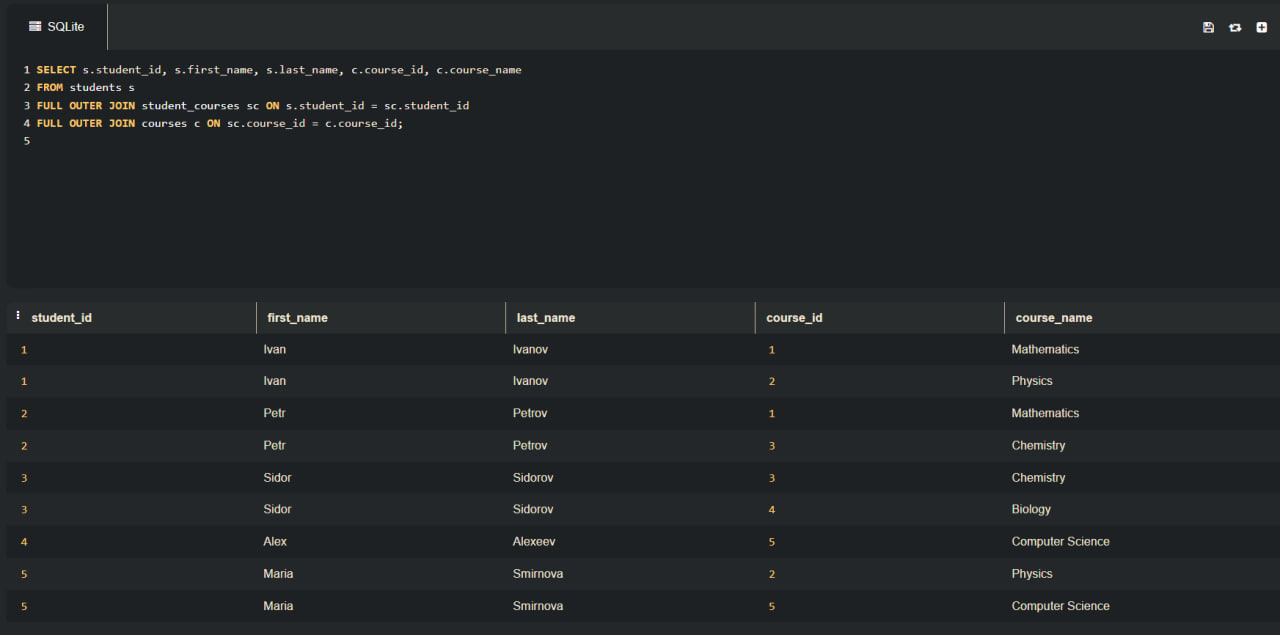 SQLite
1 SELECT s.student_id, s.first_name, s.last_name, c.course_id, c.course_name
2 FROM students s
3 FULL OUTER JOIN student_courses sc ON s.student_id = sc.student_id
4 FULL OUTER JOIN courses c ON sc.course_id = c.course_id;
5
student_id first_name last_name course_id course_name
1 Ivan Ivanov 1 Mathematics
1 Ivan Ivanov 2 Physics
2 Petr Petrov 1 Mathematics
2 Petr Petrov 3 Chemistry
3 Sidor Sidorov 3 Chemistry
3 Sidor Sidorov 4 Biology
4 Alex Alexeev 5 Computer Science
5 Maria Smirnova 2 Physics
5 Maria Smirnova 5 Computer Science